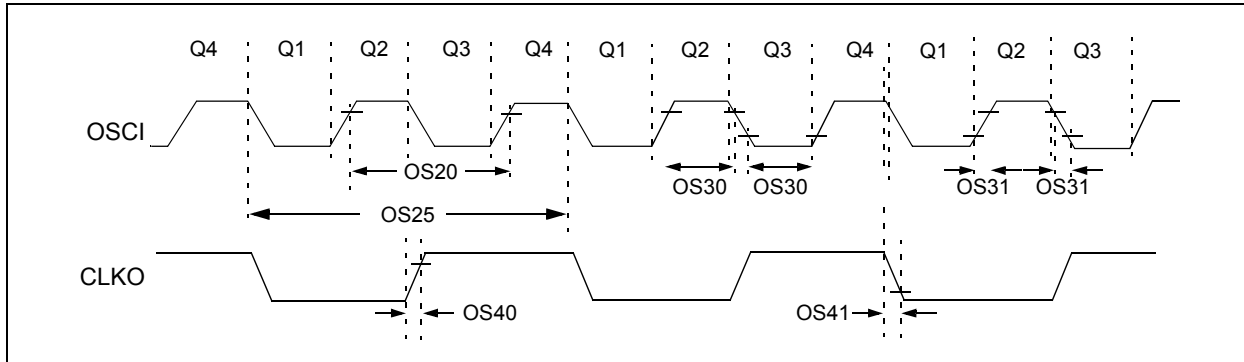 Q4 Q1 Q2 Q3 Q4 Q1 Q2 Q3 Q4 Q1 Q2 Q3
OSCI
OS20
OS30 OS30
OS31 OS31
OS25
CLKO
OS40
OS41